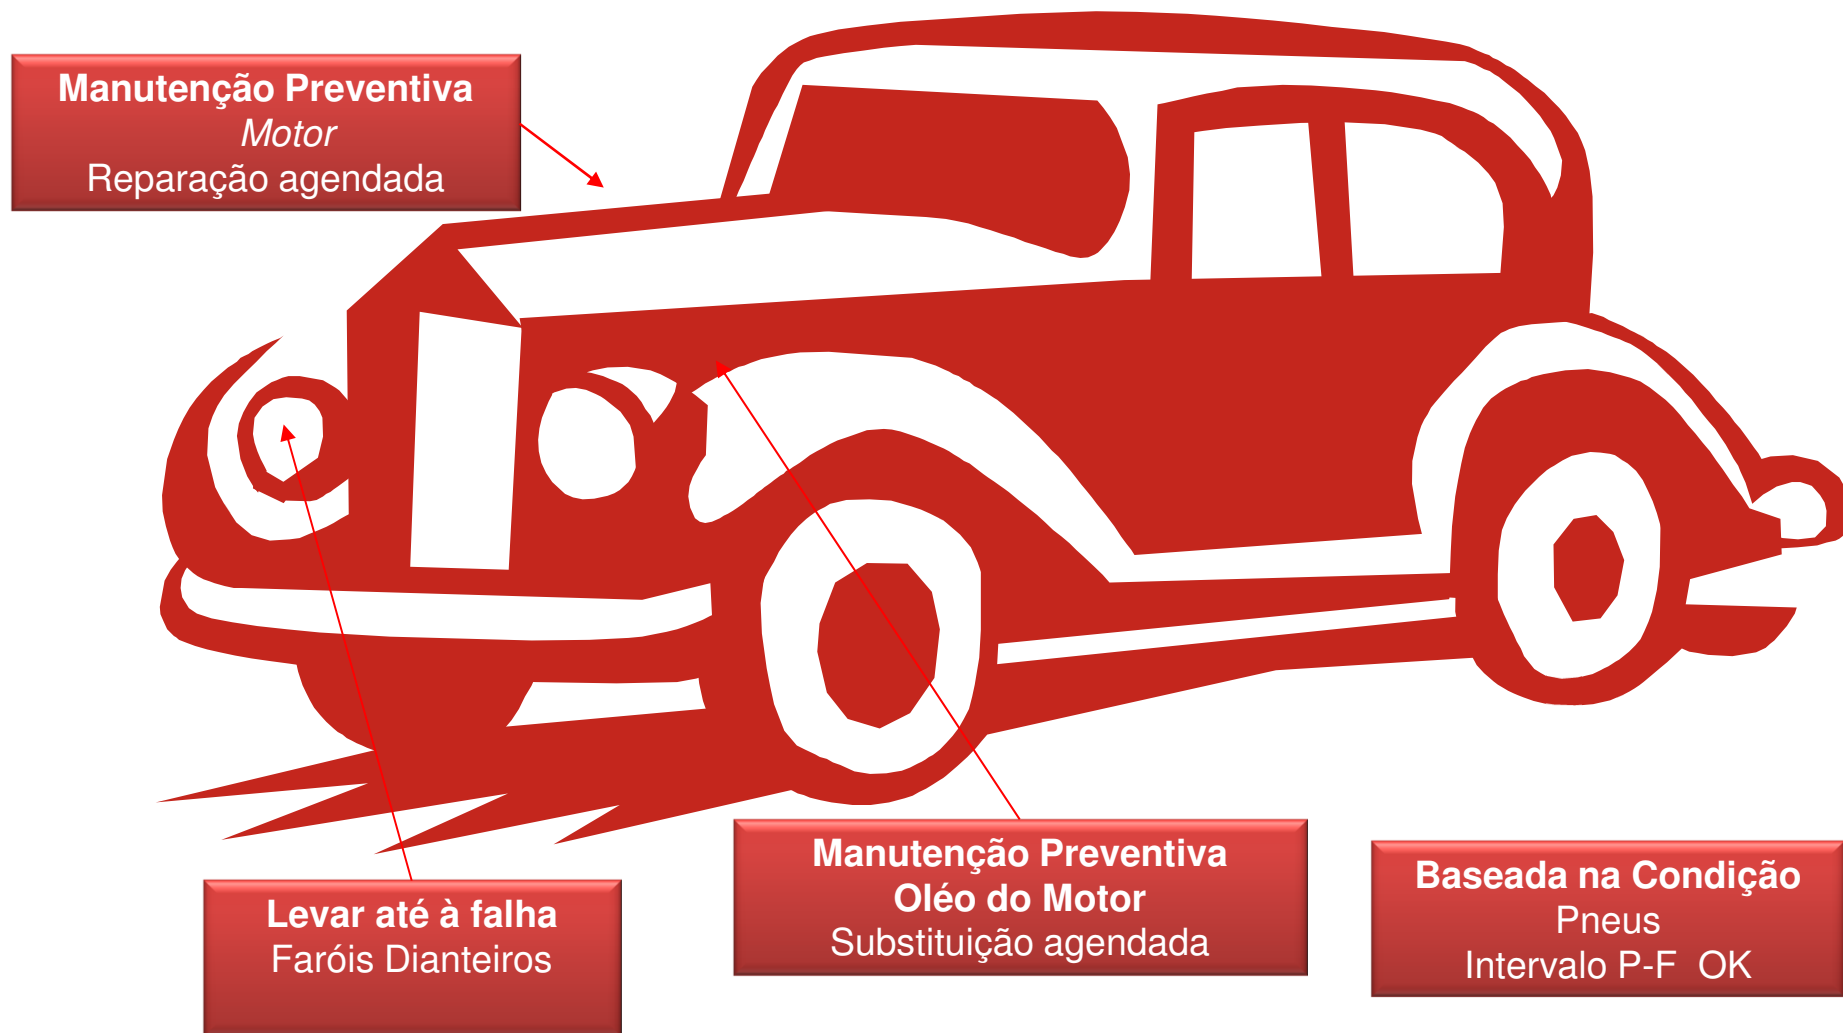 Manutenção Preventiva
Motor
Reparação agendada
Levar até à falha
Faróis Dianteiros
Manutenção Preventiva
Oléo do Motor
Substituição agendada
Baseada na Condição
Pneus
Intervalo P-F  OK